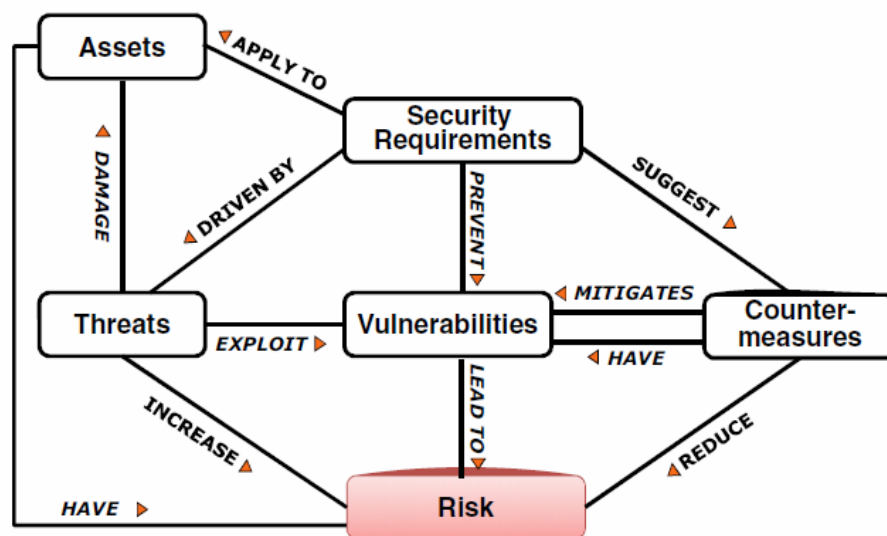 Assets
APPLY TO
Security
Requirements
DAMAGE
DRIVEN BY
PREVENT
SUGGEST
Threats
EXPLOIT
Vulnerabilities
MITIGATES
HAVE
Counter-
measures
INCREASE
LEAD TO
REDUCE
HAVE
Risk